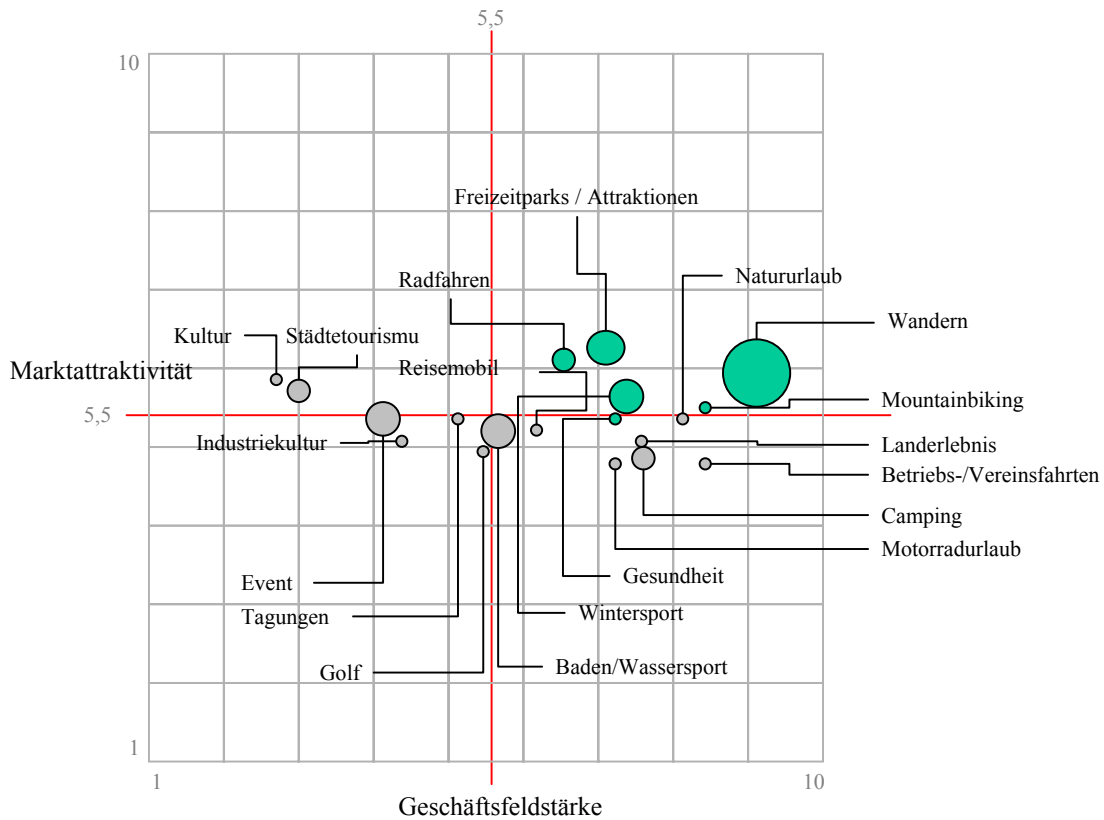 5,5
10
Freizeitparks / Attraktionen
Radfahren
Natururlaub
Wandern
Kultur
Städtetourismu
Reisemobil
Marktattraktivität
Mountainbiking
5,5
Industriekultur
Landerlebnis
Betriebs-/Vereinsfahrten
Camping
Motorradurlaub
Event
Gesundheit
Tagungen
Wintersport
Golf
Baden/Wassersport
1
1
10
Geschäftsfeldstärke